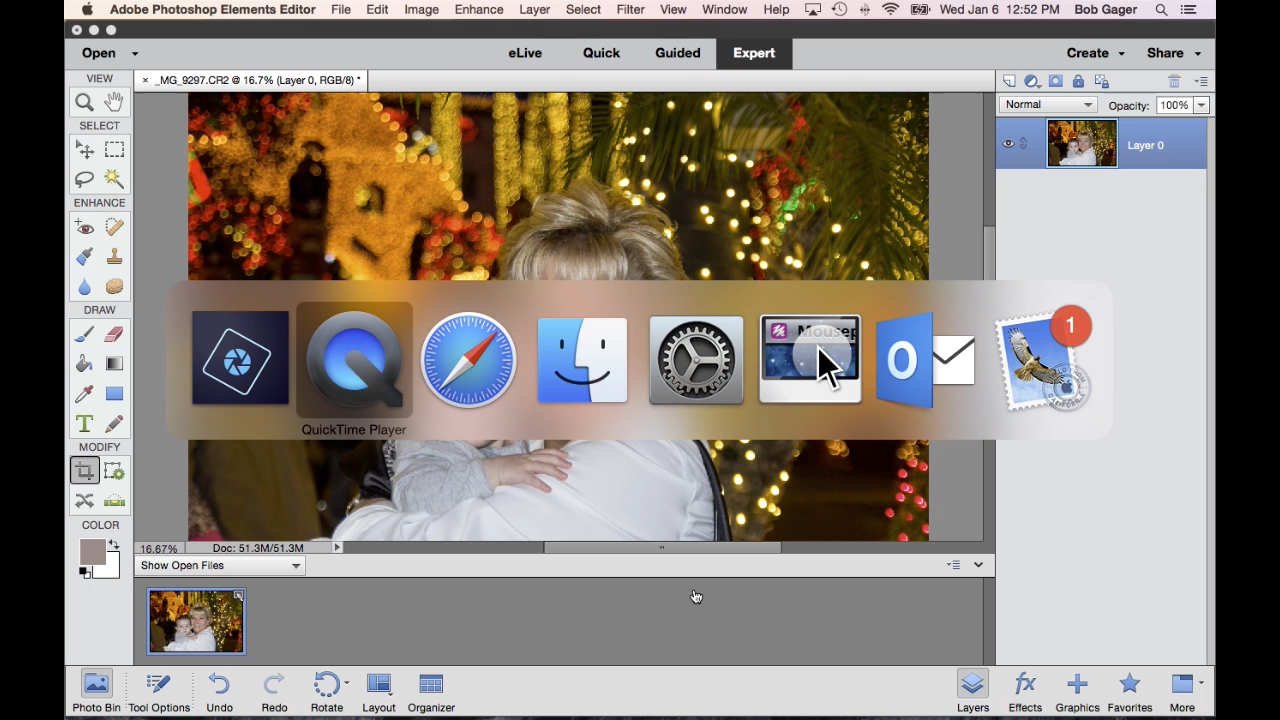 Adobe Photoshop Elements Editor File Edit Image Enhance Layer Select Filter View Window Help Wed Jan 6 12:52 PM Bob Gager
Open eLive Quick Guided Expert Create Share
VIEW
× _MG_9297.CR2 @ 16.7% (Layer 0, RGB/8) *
Normal Opacity: 100%
SELECT
Layer 0
ENHANCE
DRAW
Mousep
O
1
CALIFORNIA
QuickTime Player
T
MODIFY
COLOR
16.67% Doc: 51.3M/51.3M
Show Open Files
Photo Bin Tool Options Undo Redo Rotate Layout Organizer Layers fx Effects Graphics Favorites More